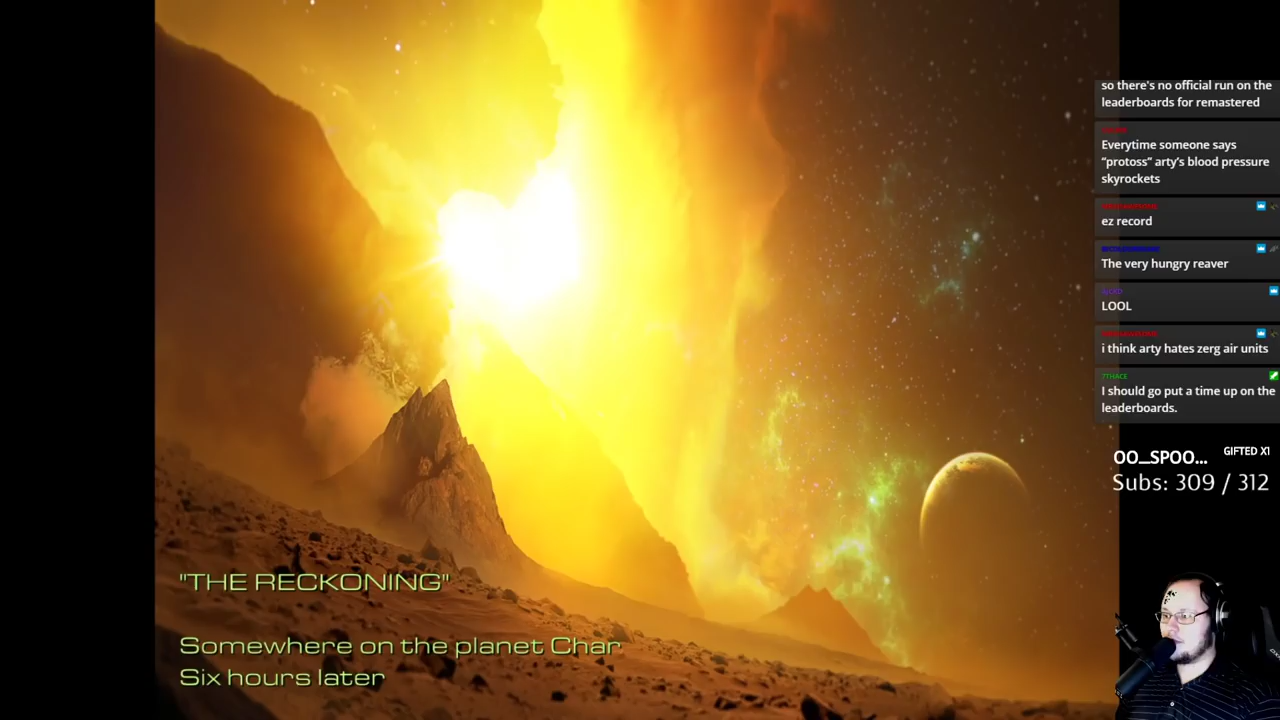 so there's no official run on the
leaderboards for remastered
Everytime someone says
“protoss” arty’s blood pressure
skyrockets
ez record
The very hungry reaver
LOOL
i think arty hates zerg air units
7THACE
I should go put a time up on the
leaderboards.
OO_SPOO... GIFTED X1
Subs: 309 / 312
"THE RECKONING"
Somewhere on the planet Char
Six hours later